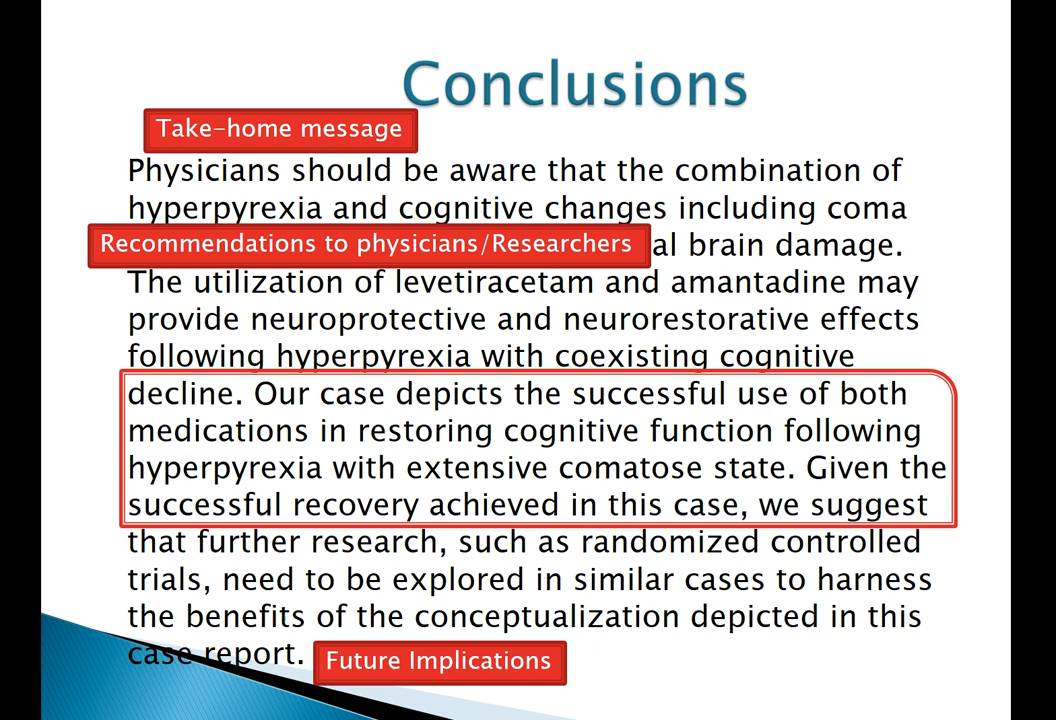 Conclusions
Take-home message
Physicians should be aware that the combination of
hyperpyrexia and cognitive changes including coma
Recommendations to physicians/Researchers
al brain damage.
The utilization of levetiracetam and amantadine may
provide neuroprotective and neurorestorative effects
following hyperpyrexia with coexisting cognitive
decline. Our case depicts the successful use of both
medications in restoring cognitive function following
hyperpyrexia with extensive comatose state. Given the
successful recovery achieved in this case, we suggest
that further research, such as randomized controlled
trials, need to be explored in similar cases to harness
the benefits of the conceptualization depicted in this
case report.
Future Implications